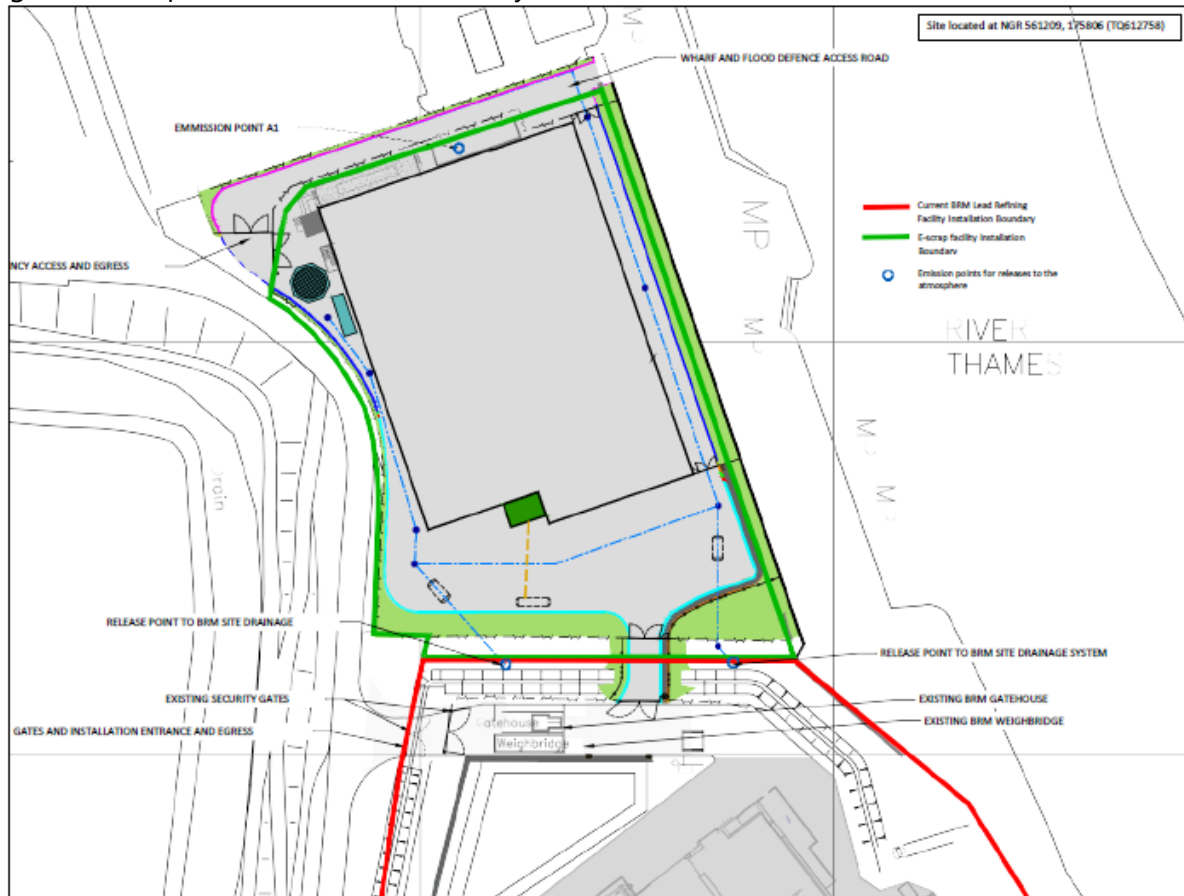 Site located at NGR 561209, 175806 (TQ612758)
MP
WHARF AND FLOOD DEFENCE ACCESS ROAD
EMMISSION POINT A1
Current BRM Lead Refining
Facility Installation Boundary
E-scrap facility Installation
Boundary
Emission points for releases to the
atmosphere
MP
NCY ACCESS AND EGRESS
RIVER
THAMES
MP
M
M
Drain
RELEASE POINT TO BRM SITE DRAINAGE
RELEASE POINT TO BRM SITE DRAINAGE SYSTEM
EXISTING SECURITY GATES
EXISTING BRM GATEHOUSE
Gatehouse
EXISTING BRM WEIGHBRIDGE
GATES AND INSTALLATION ENTRANCE AND EGRESS
Weighbridge